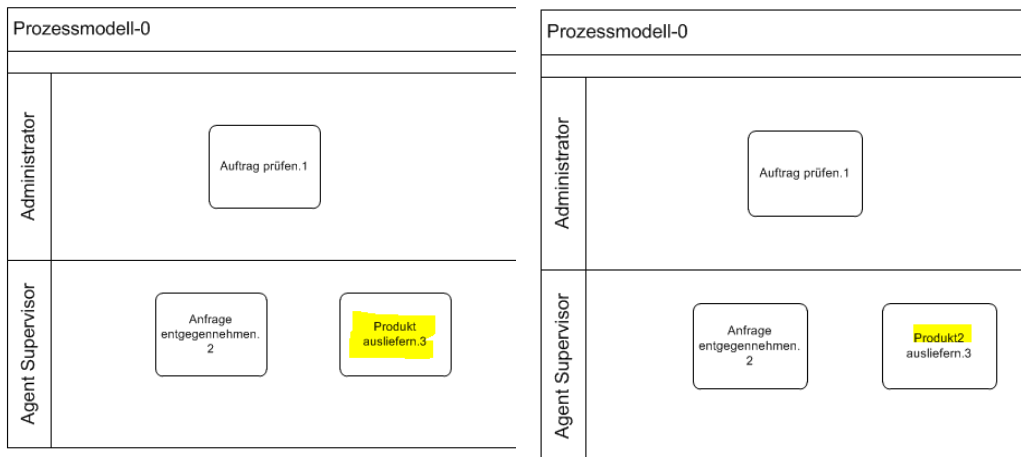 Prozessmodell-0
Administrator
Auftrag prüfen.1
Agent Supervisor
Anfrage
entgegennehmen.
2
Produkt
ausliefern.3
Prozessmodell-0
Administrator
Auftrag prüfen.1
Agent Supervisor
Anfrage
entgegennehmen.
2
Produkt2
ausliefern.3